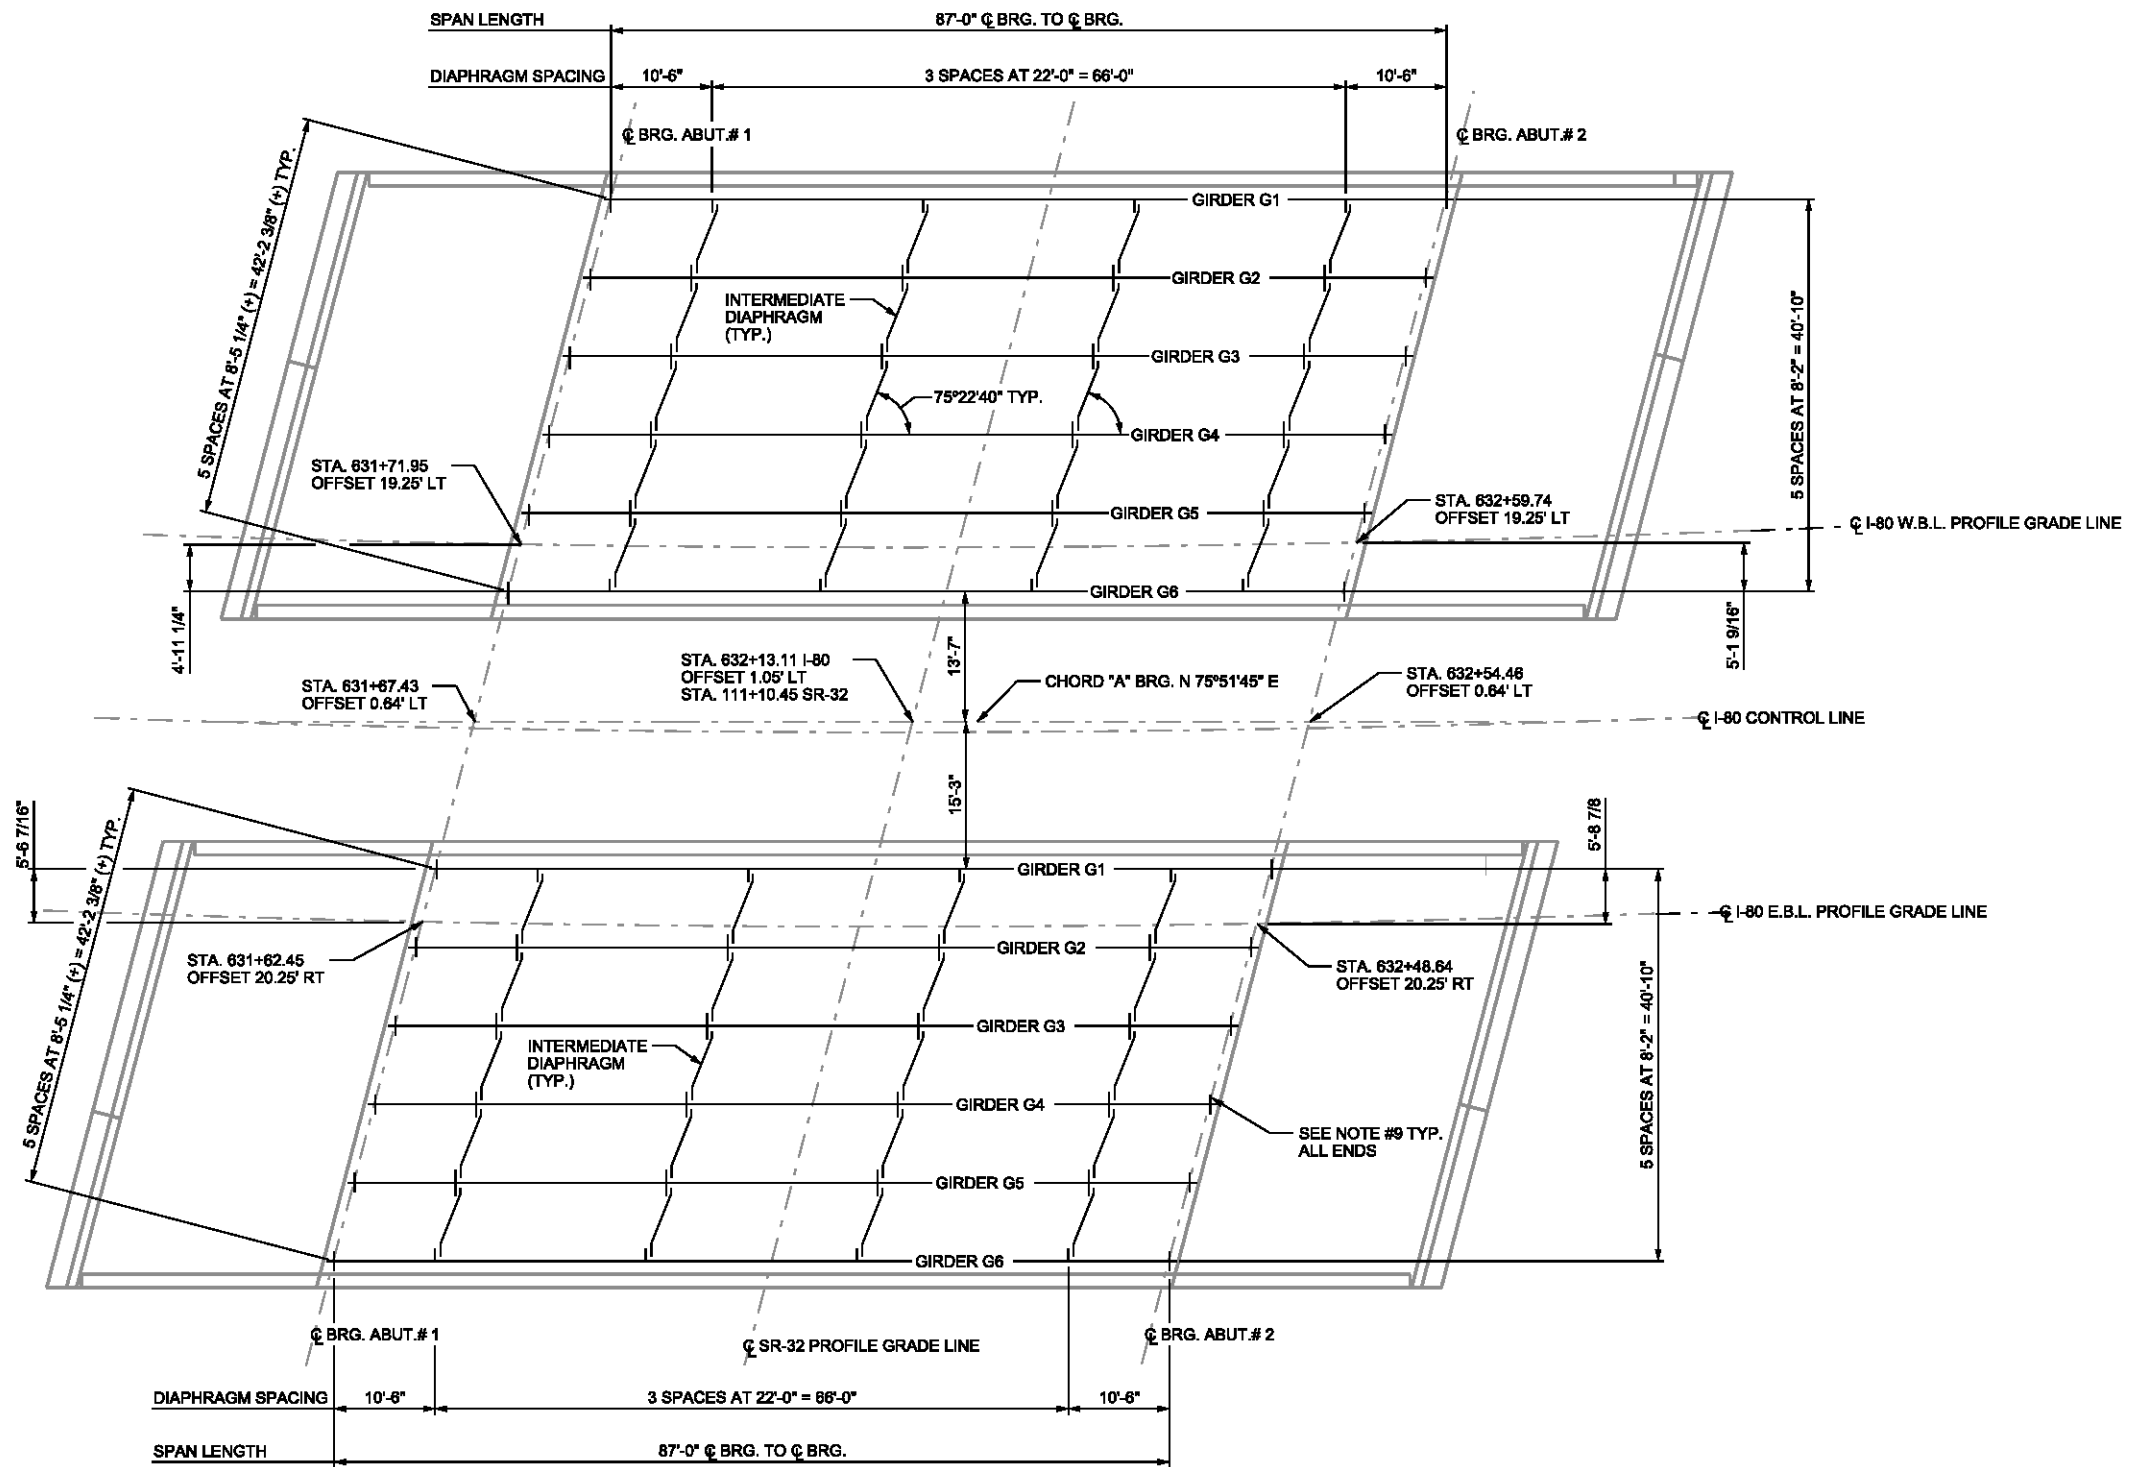 SPAN LENGTH
87'-0" ℄ BRG. TO ℄ BRG.
DIAPHRAGM SPACING
10'-6"
3 SPACES AT 22'-0" = 66'-0"
10'-6"
℄ BRG. ABUT.# 1
℄ BRG. ABUT.# 2
5 SPACES AT 8'-5 1/4" (+) = 42'-2 3/8" (+) TYP.
GIRDER G1
GIRDER G2
INTERMEDIATE
DIAPHRAGM
(TYP.)
GIRDER G3
75°22'40" TYP.
GIRDER G4
5 SPACES AT 8'-2" = 40'-10"
STA. 631+71.95
OFFSET 19.25' LT
STA. 632+59.74
OFFSET 19.25' LT
GIRDER G5
℄ I-80 W.B.L. PROFILE GRADE LINE
GIRDER G6
4'-11 1/4"
5'-1 9/16"
13'-7"
STA. 631+67.43
OFFSET 0.64' LT
STA. 632+13.11 I-80
OFFSET 1.05' LT
STA. 111+10.45 SR-32
CHORD "A" BRG. N 75°51'45" E
STA. 632+54.46
OFFSET 0.64' LT
℄ I-80 CONTROL LINE
15'-3"
5'-6 7/16"
5'-8 7/8
5 SPACES AT 8'-5 1/4" (+) = 42'-2 3/8" (+) TYP.
GIRDER G1
℄ I-80 E.B.L. PROFILE GRADE LINE
GIRDER G2
STA. 631+62.45
OFFSET 20.25' RT
STA. 632+48.64
OFFSET 20.25' RT
GIRDER G3
INTERMEDIATE
DIAPHRAGM
(TYP.)
5 SPACES AT 8'-2" = 40'-10"
GIRDER G4
SEE NOTE #9 TYP.
ALL ENDS
GIRDER G5
GIRDER G6
℄ BRG. ABUT.# 1
℄ SR-32 PROFILE GRADE LINE
℄ BRG. ABUT.# 2
DIAPHRAGM SPACING
10'-6"
3 SPACES AT 22'-0" = 66'-0"
10'-6"
SPAN LENGTH
87'-0" ℄ BRG. TO ℄ BRG.